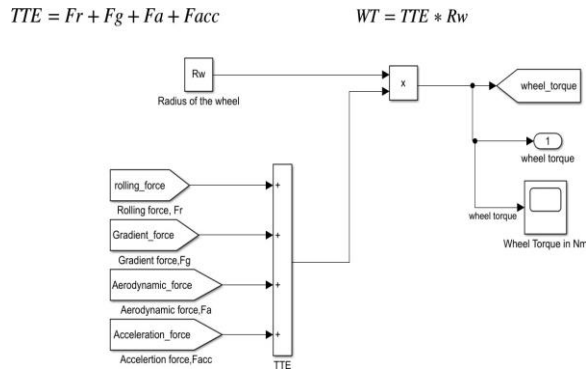 TTE = Fr + Fg + Fa + Facc
WT = TTE * Rw
Rw
Radius of the wheel
x
wheel_torque
1
wheel torque
wheel torque
Wheel Torque in Nm
rolling_force
Rolling force, Fr
Gradient_force
Gradient force,Fg
Aerodynamic_force
Aerodynamic force,Fa
Acceleration_force
Accelertion force,Facc
+
+
+
+
TTE